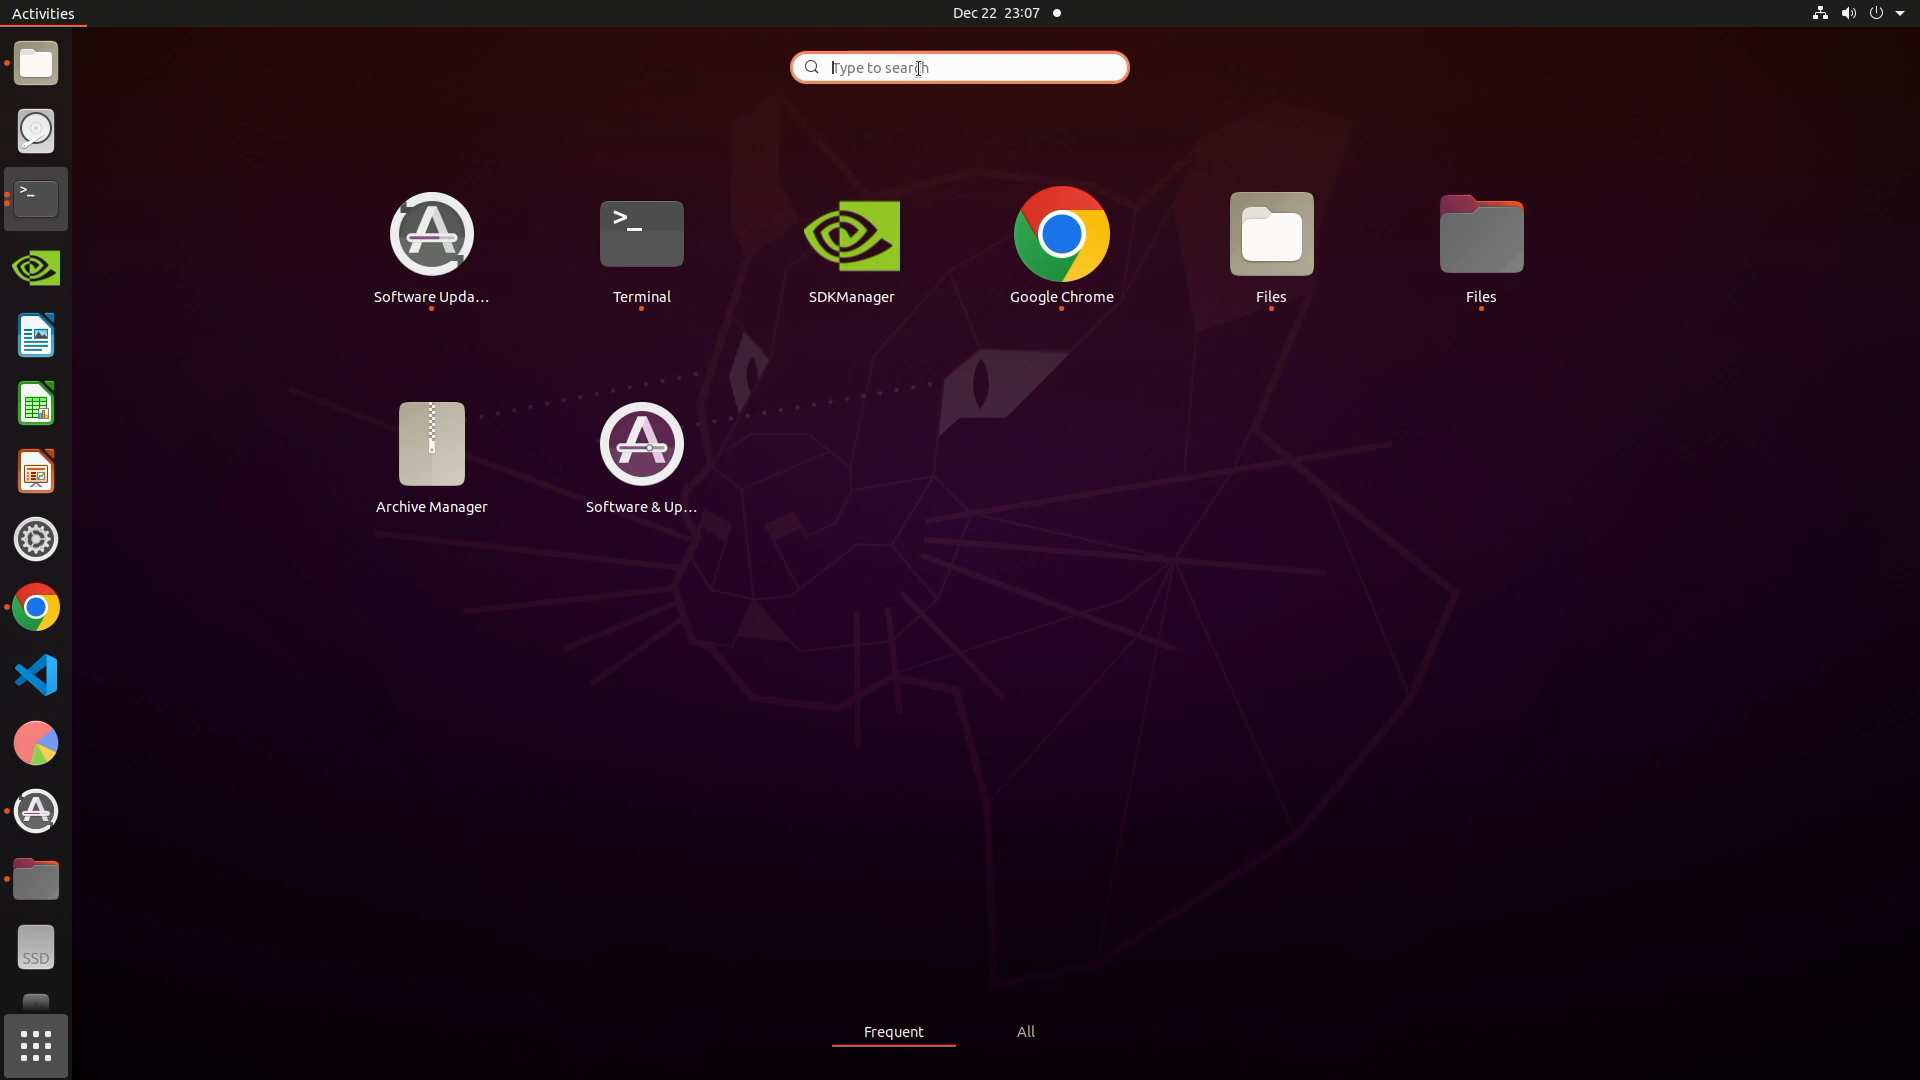 Activities
Dec 22 23:07
Type to search
Software Upda...
Terminal
SDKManager
Google Chrome
Files
Files
Archive Manager
Software & Up...
SSD
Frequent
All